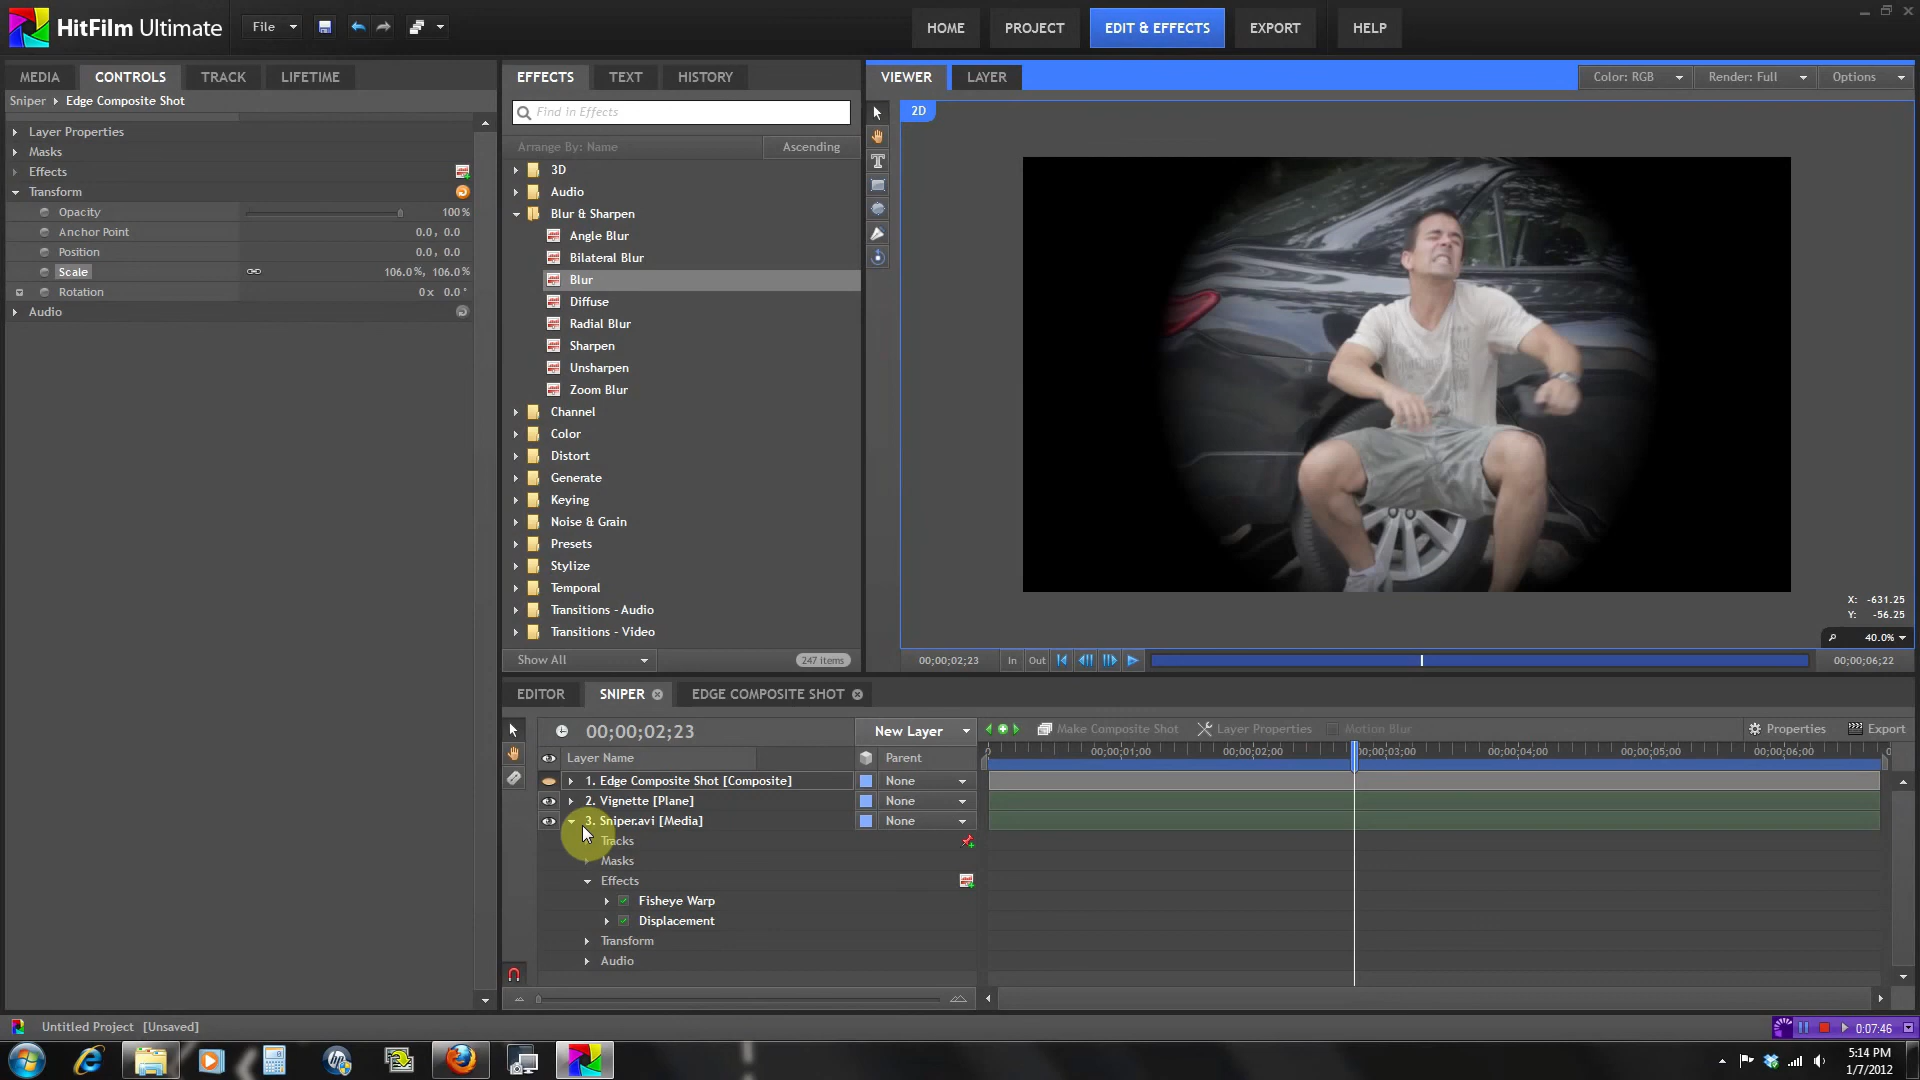 HitFilm Ultimate
File
HOME
PROJECT
EDIT & EFFECTS
EXPORT
HELP
MEDIA
CONTROLS
TRACK
LIFETIME
Sniper
Edge Composite Shot
Layer Properties
Masks
Effects
Transform
Opacity
100 %
Anchor Point
0.0, 0.0
Position
0.0, 0.0
Scale
106.0 %, 106.0 %
Rotation
0 x 0.0 °
Audio
EFFECTS
TEXT
HISTORY
Find in Effects
Arrange By: Name
Ascending
3D
Audio
Blur & Sharpen
Angle Blur
Bilateral Blur
Blur
Diffuse
Radial Blur
Sharpen
Unsharpen
Zoom Blur
Channel
Color
Distort
Generate
Keying
Noise & Grain
Presets
Stylize
Temporal
Transitions - Audio
Transitions - Video
Show All
247 items
VIEWER
LAYER
Color: RGB
Render: Full
Options
2D
X: -631.25
Y: -56.25
40.0%
00;00;02;23
In
Out
00;00;06;22
EDITOR
SNIPER
EDGE COMPOSITE SHOT
00;00;02;23
New Layer
Make Composite Shot
Layer Properties
Motion Blur
Properties
Export
Layer Name
Parent
0
00;00;01;00
00;00;02;00
00;00;03;00
00;00;04;00
00;00;05;00
00;00;06;00
1. Edge Composite Shot [Composite]
None
2. Vignette [Plane]
None
3. Sniper.avi [Media]
None
Tracks
Masks
Effects
Fisheye Warp
Displacement
Transform
Audio
Untitled Project [Unsaved]
0:07:46
5:14 PM
1/7/2012